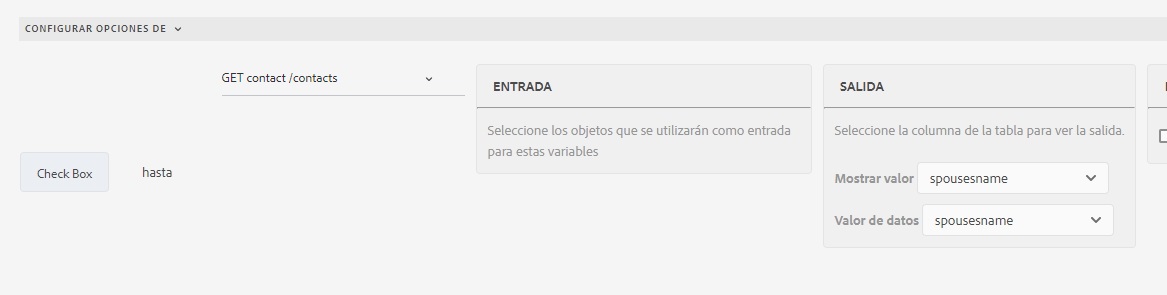 CONFIGURAR OPCIONES DE
GET contact /contacts
Check Box
hasta
ENTRADA
Seleccione los objetos que se utilizarán como entrada
para estas variables
SALIDA
Seleccione la columna de la tabla para ver la salida.
Mostrar valor spousesname
Valor de datos spousesname